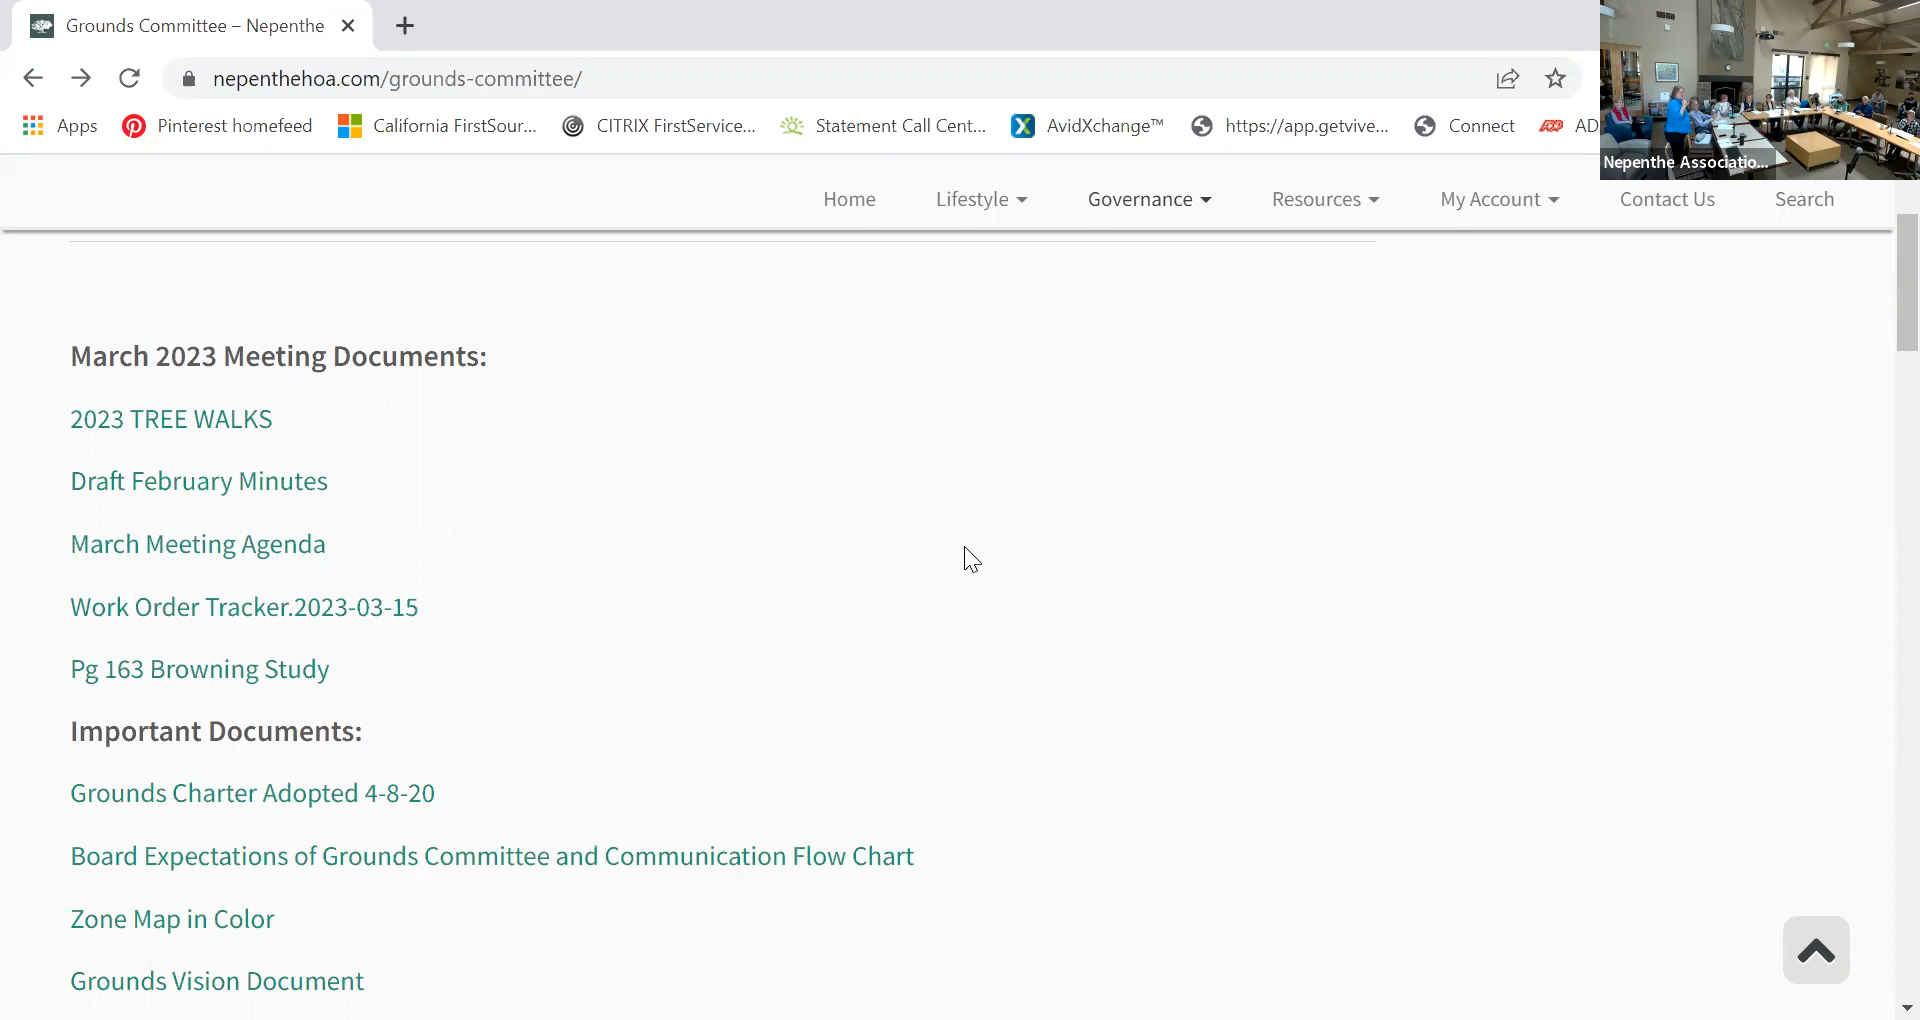 Grounds Committee – Nepenthe
nepenthehoa.com/grounds-committee/
Apps
Pinterest homefeed
California FirstSour...
CITRIX FirstService...
Statement Call Cent...
AvidXchange™
https://app.getvive...
Connect
ADP
AD
Nepenthe Associatio...
Home
Lifestyle
Governance
Resources
My Account
Contact Us
Search
March 2023 Meeting Documents:
2023 TREE WALKS
Draft February Minutes
March Meeting Agenda
Work Order Tracker.2023-03-15
Pg 163 Browning Study
Important Documents:
Grounds Charter Adopted 4-8-20
Board Expectations of Grounds Committee and Communication Flow Chart
Zone Map in Color
Grounds Vision Document